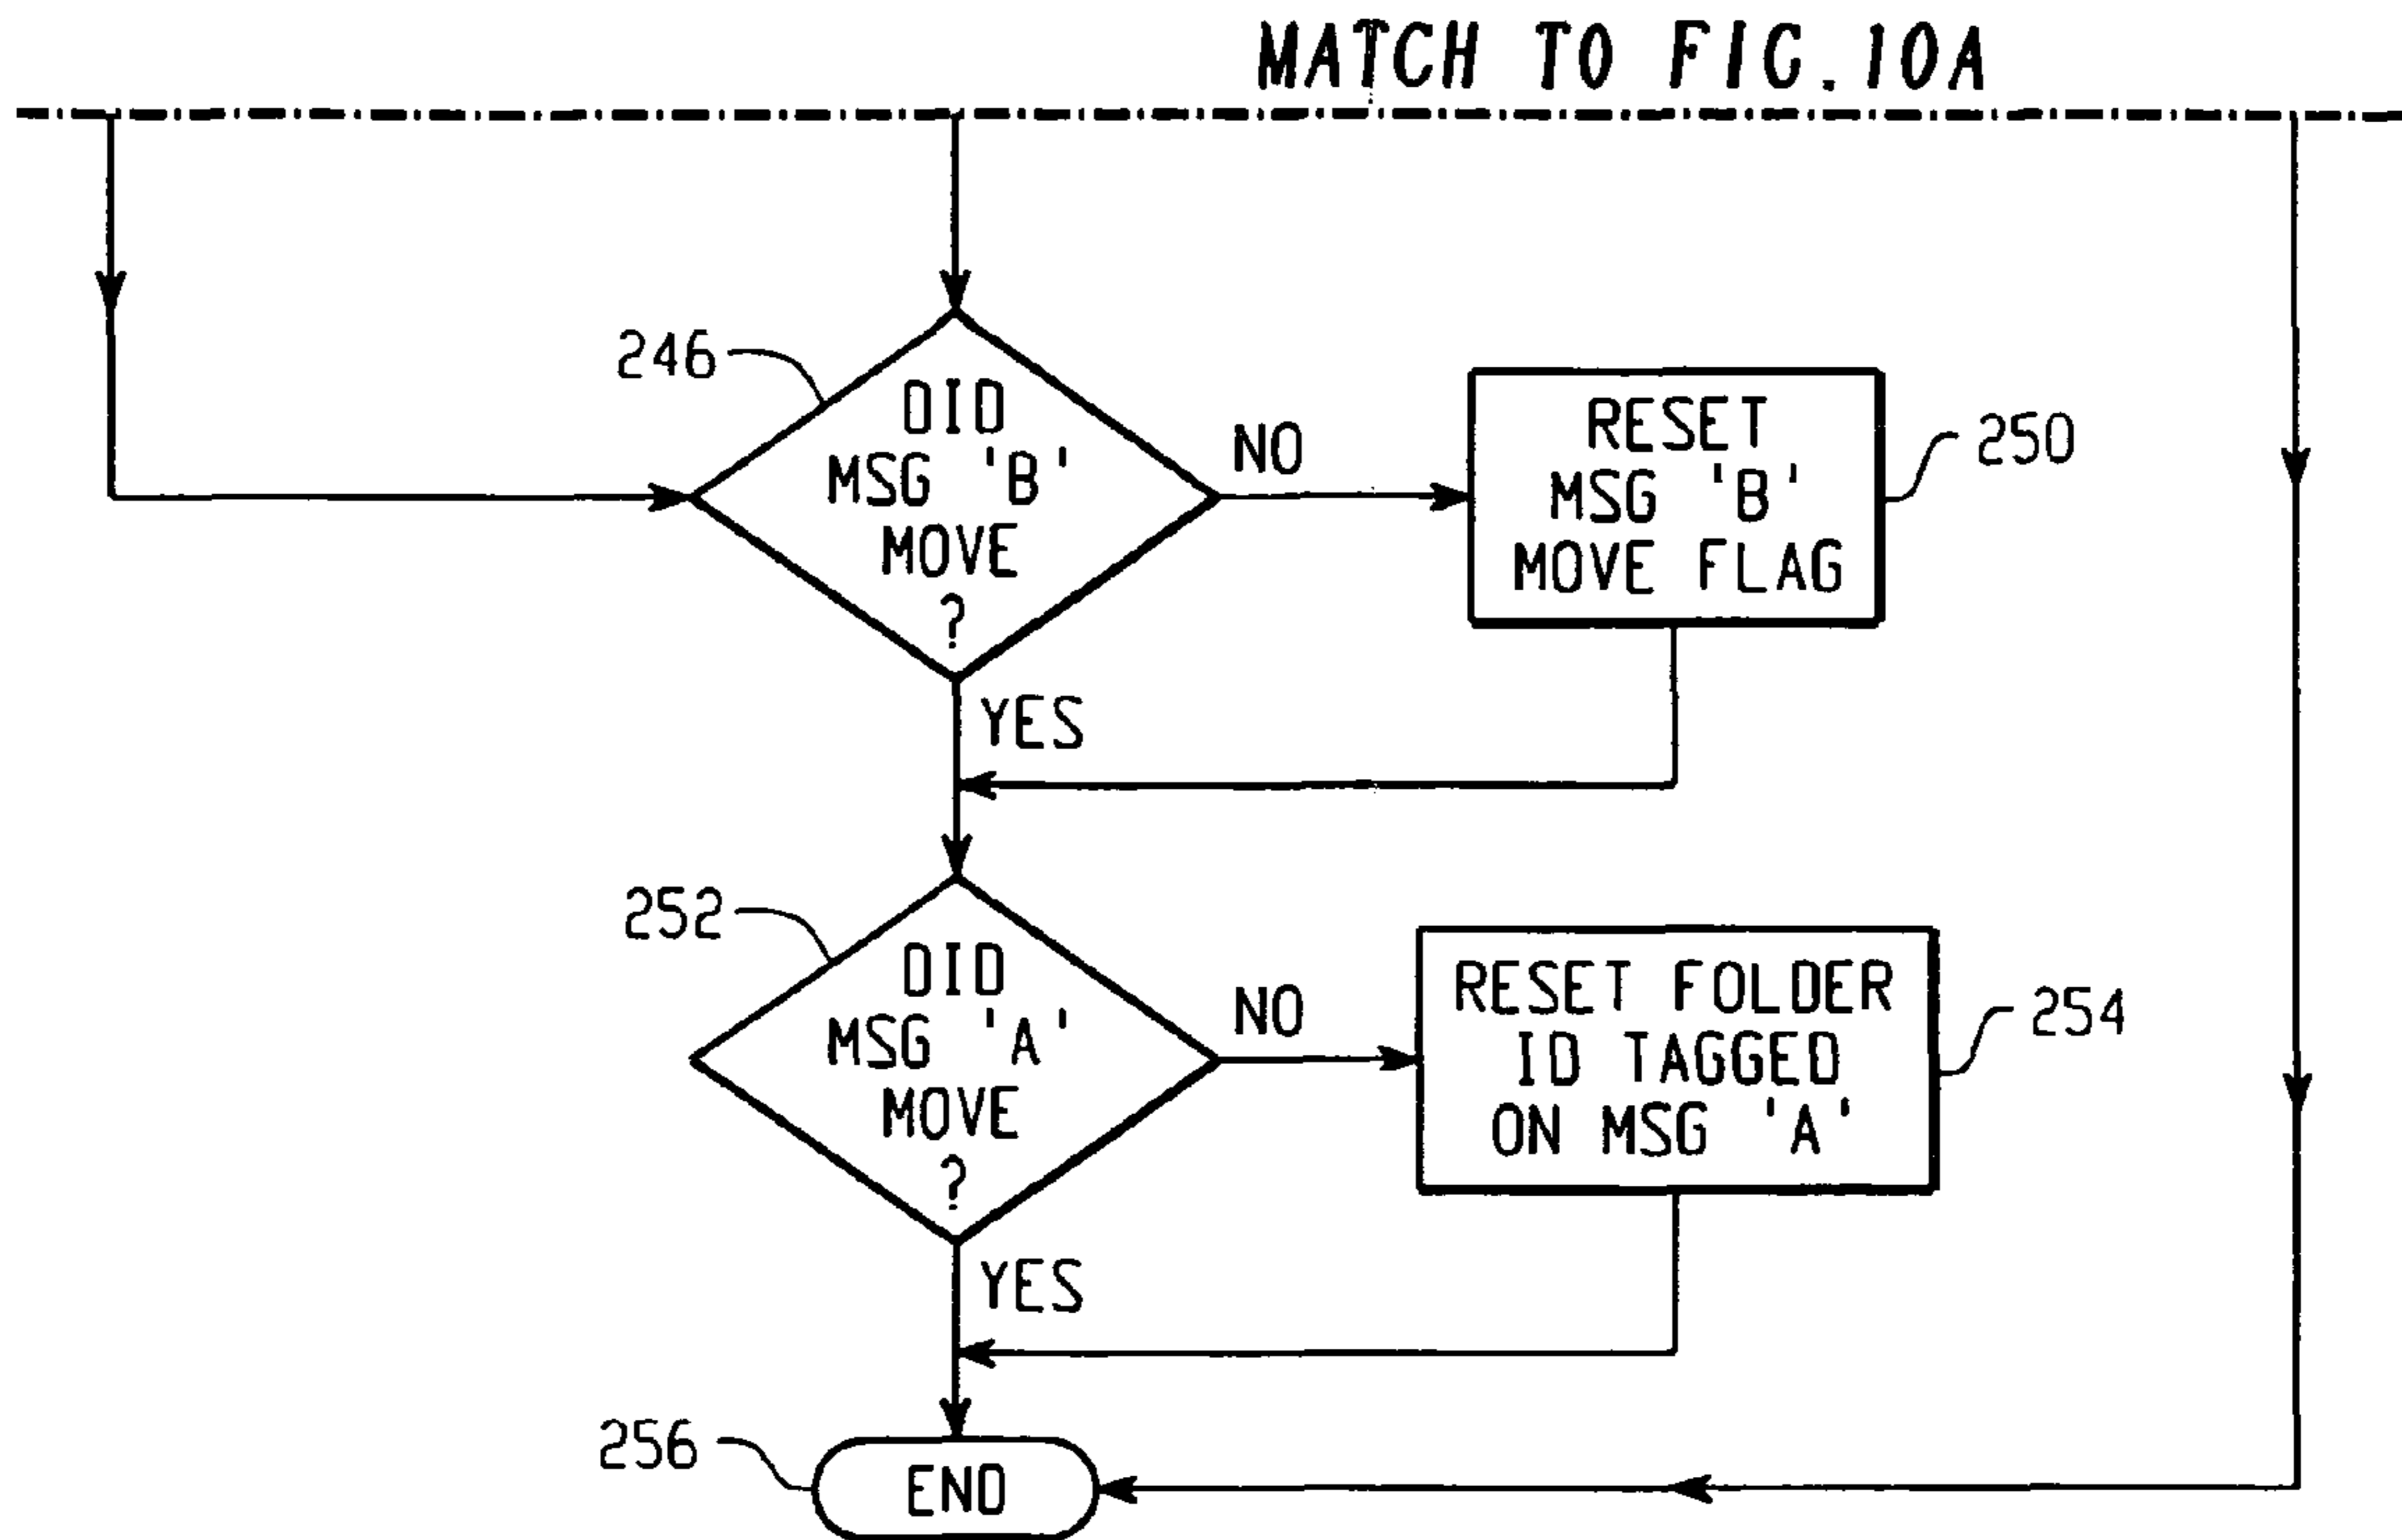 MATCH TO FIG. 10A
246
DID
MSG 'B'
MOVE
?
NO
RESET
MSG 'B'
MOVE FLAG
250
YES
252
DID
MSG 'A'
MOVE
?
NO
RESET FOLDER
ID TAGGED
ON MSG 'A'
254
YES
256
END